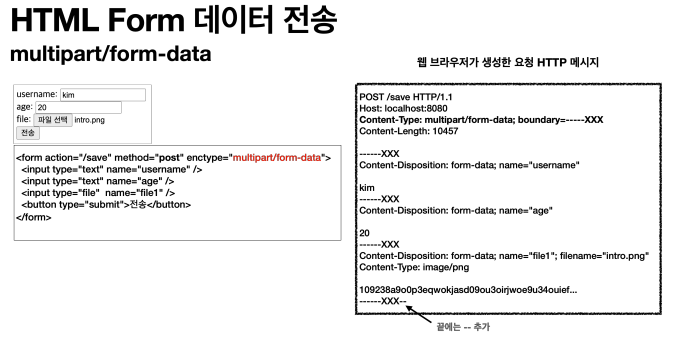 HTML Form 데이터 전송
multipart/form-data
username: kim
age: 20
file: 파일 선택 intro.png
전송
<form action="/save" method="post" enctype="multipart/form-data">
<input type="text" name="username" />
<input type="text" name="age" />
<input type="file" name="file1" />
<button type="submit">전송</button>
</form>
웹 브라우저가 생성한 요청 HTTP 메시지
POST /save HTTP/1.1
Host: localhost:8080
Content-Type: multipart/form-data; boundary=-----XXX
Content-Length: 10457
------XXX
Content-Disposition: form-data; name="username"
kim
------XXX
Content-Disposition: form-data; name="age"
20
------XXX
Content-Disposition: form-data; name="file1"; filename="intro.png"
Content-Type: image/png
109238a9o0p3eqwokjasd09ou3oirjwoe9u34ouief...
------XXX--
끝에는 -- 추가